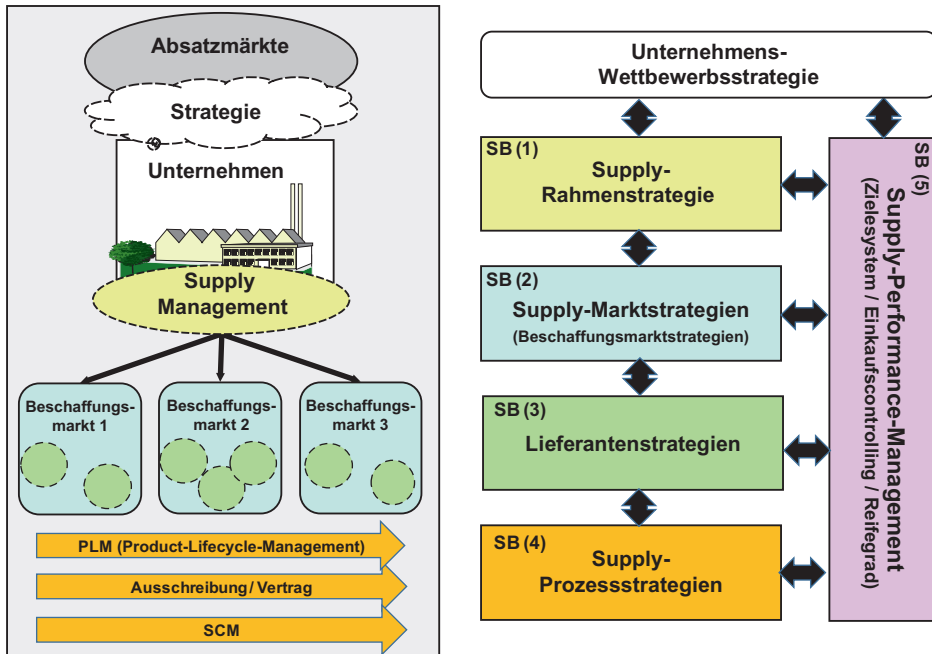 Absatzmärkte
Strategie
Unternehmen
Supply
Management
Beschaffungs-
markt 1
Beschaffungs-
markt 2
Beschaffungs-
markt 3
PLM (Product-Lifecycle-Management)
Ausschreibung/ Vertrag
SCM
Unternehmens-
Wettbewerbsstrategie
SB (1)
Supply-
Rahmenstrategie
SB (2)
Supply-Marktstrategien
(Beschaffungsmarktstrategien)
SB (3)
Lieferantenstrategien
SB (4)
Supply-
Prozessstrategien
SB (5)
Supply-Performance-Management
(Zielesystem / Einkaufscontrolling / Reifegrad)